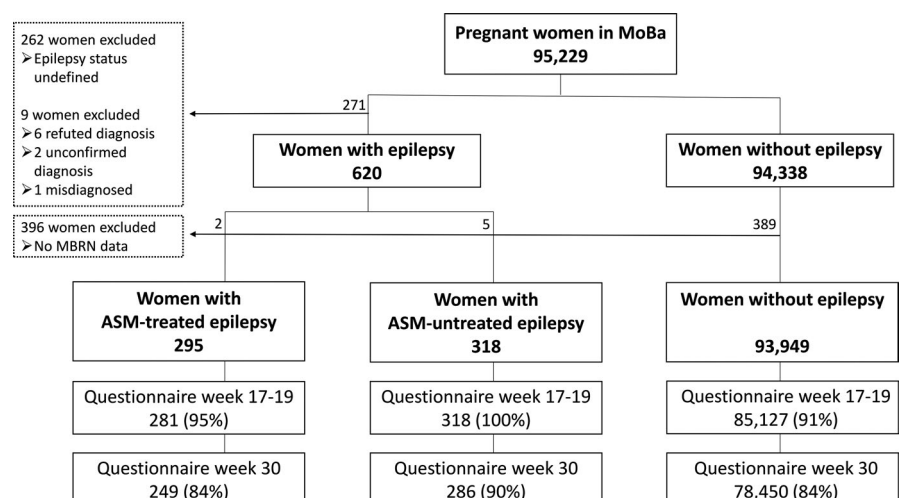 Pregnant women in MoBa
95,229
262 women excluded
➢Epilepsy status
undefined
9 women excluded
➢6 refuted diagnosis
➢2 unconfirmed
diagnosis
➢1 misdiagnosed
271
Women with epilepsy
620
Women without epilepsy
94,338
396 women excluded
➢No MBRN data
2
5
389
Women with
ASM-treated epilepsy
295
Women with
ASM-untreated epilepsy
318
Women without epilepsy
93,949
Questionnaire week 17-19
281 (95%)
Questionnaire week 17-19
318 (100%)
Questionnaire week 17-19
85,127 (91%)
Questionnaire week 30
249 (84%)
Questionnaire week 30
286 (90%)
Questionnaire week 30
78,450 (84%)